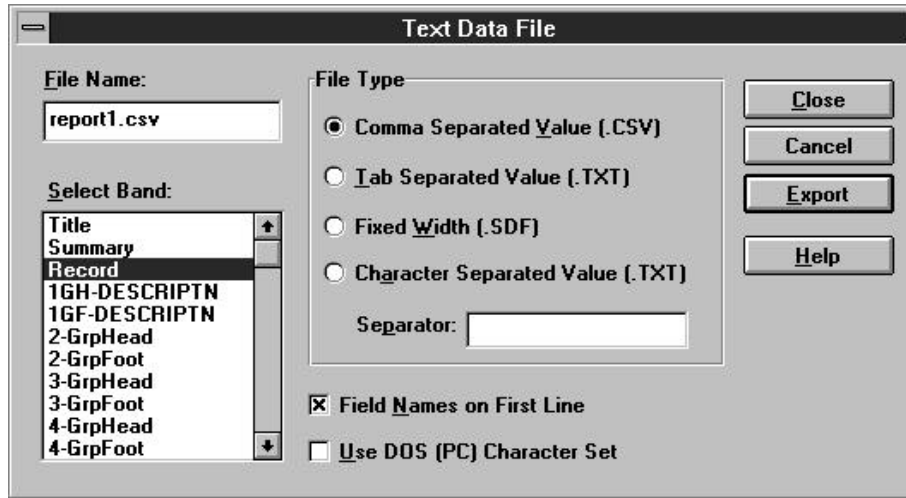 Text Data File
File Name:
report1.csv
Select Band:
Title
Summary
Record
1GH-DESCRIPTN
1GF-DESCRIPTN
2-GrpHead
2-GrpFoot
3-GrpHead
3-GrpFoot
4-GrpHead
4-GrpFoot
File Type
Comma Separated Value (.CSV)
Tab Separated Value (.TXT)
Fixed Width (.SDF)
Character Separated Value (.TXT)
Separator:
Field Names on First Line
Use DOS (PC) Character Set
Close
Cancel
Export
Help